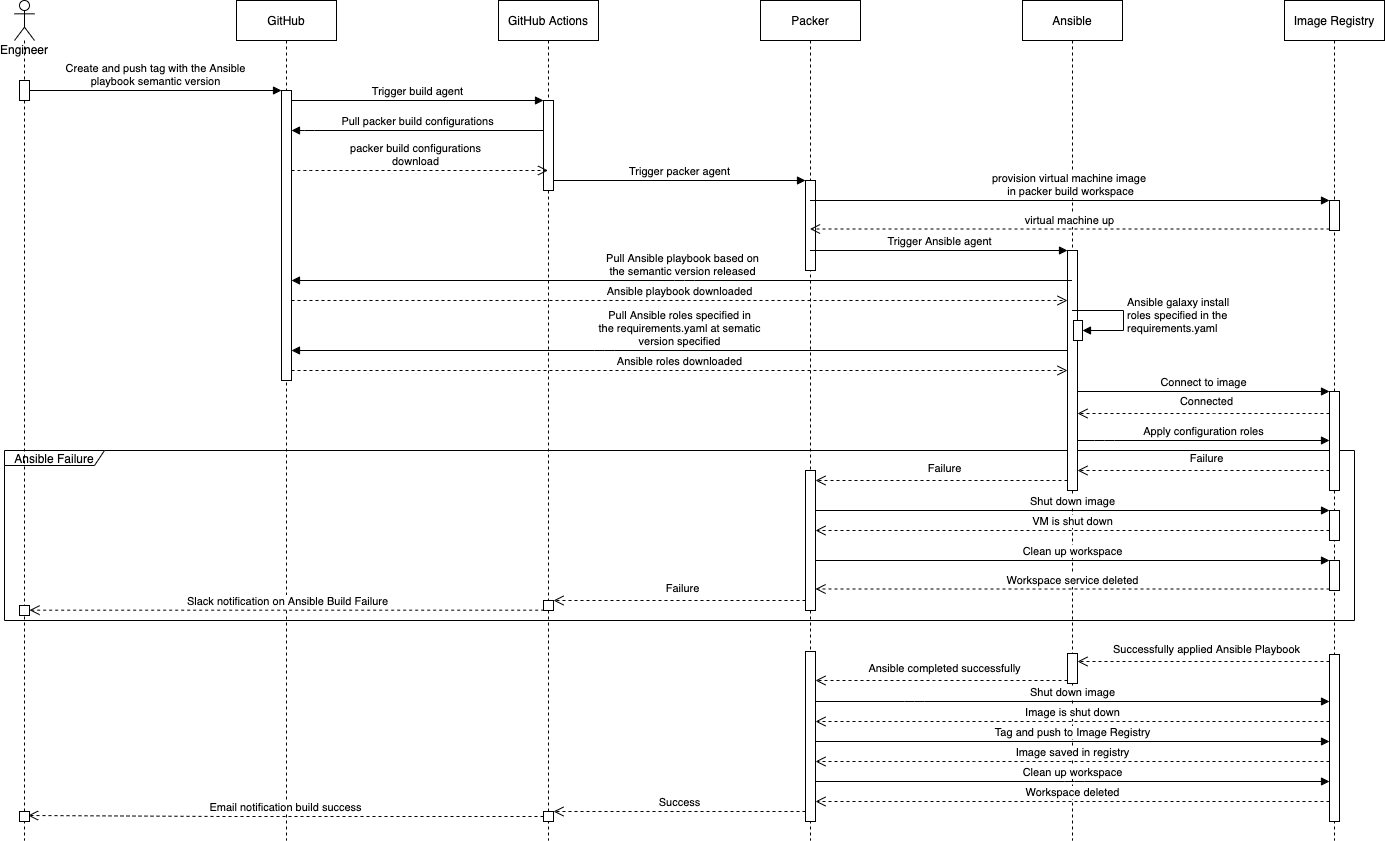 GitHub
GitHub Actions
Packer
Ansible
Image Registry
Engineer
Create and push tag with the Ansible
playbook semantic version
Trigger build agent
Pull packer build configurations
packer build configurations
download
Trigger packer agent
provision virtual machine image
in packer build workspace
virtual machine up
Trigger Ansible agent
Pull Ansible playbook based on
the semantic version released
Ansible playbook downloaded
Ansible galaxy install
roles specified in the
requirements.yaml
Pull Ansible roles specified in
the requirements.yaml at sematic
version specified
Ansible roles downloaded
Connect to image
Connected
Apply configuration roles
Ansible Failure
Failure
Failure
Shut down image
VM is shut down
Clean up workspace
Workspace service deleted
Failure
Slack notification on Ansible Build Failure
Successfully applied Ansible Playbook
Ansible completed successfully
Shut down image
Image is shut down
Tag and push to Image Registry
Image saved in registry
Clean up workspace
Workspace deleted
Success
Email notification build success